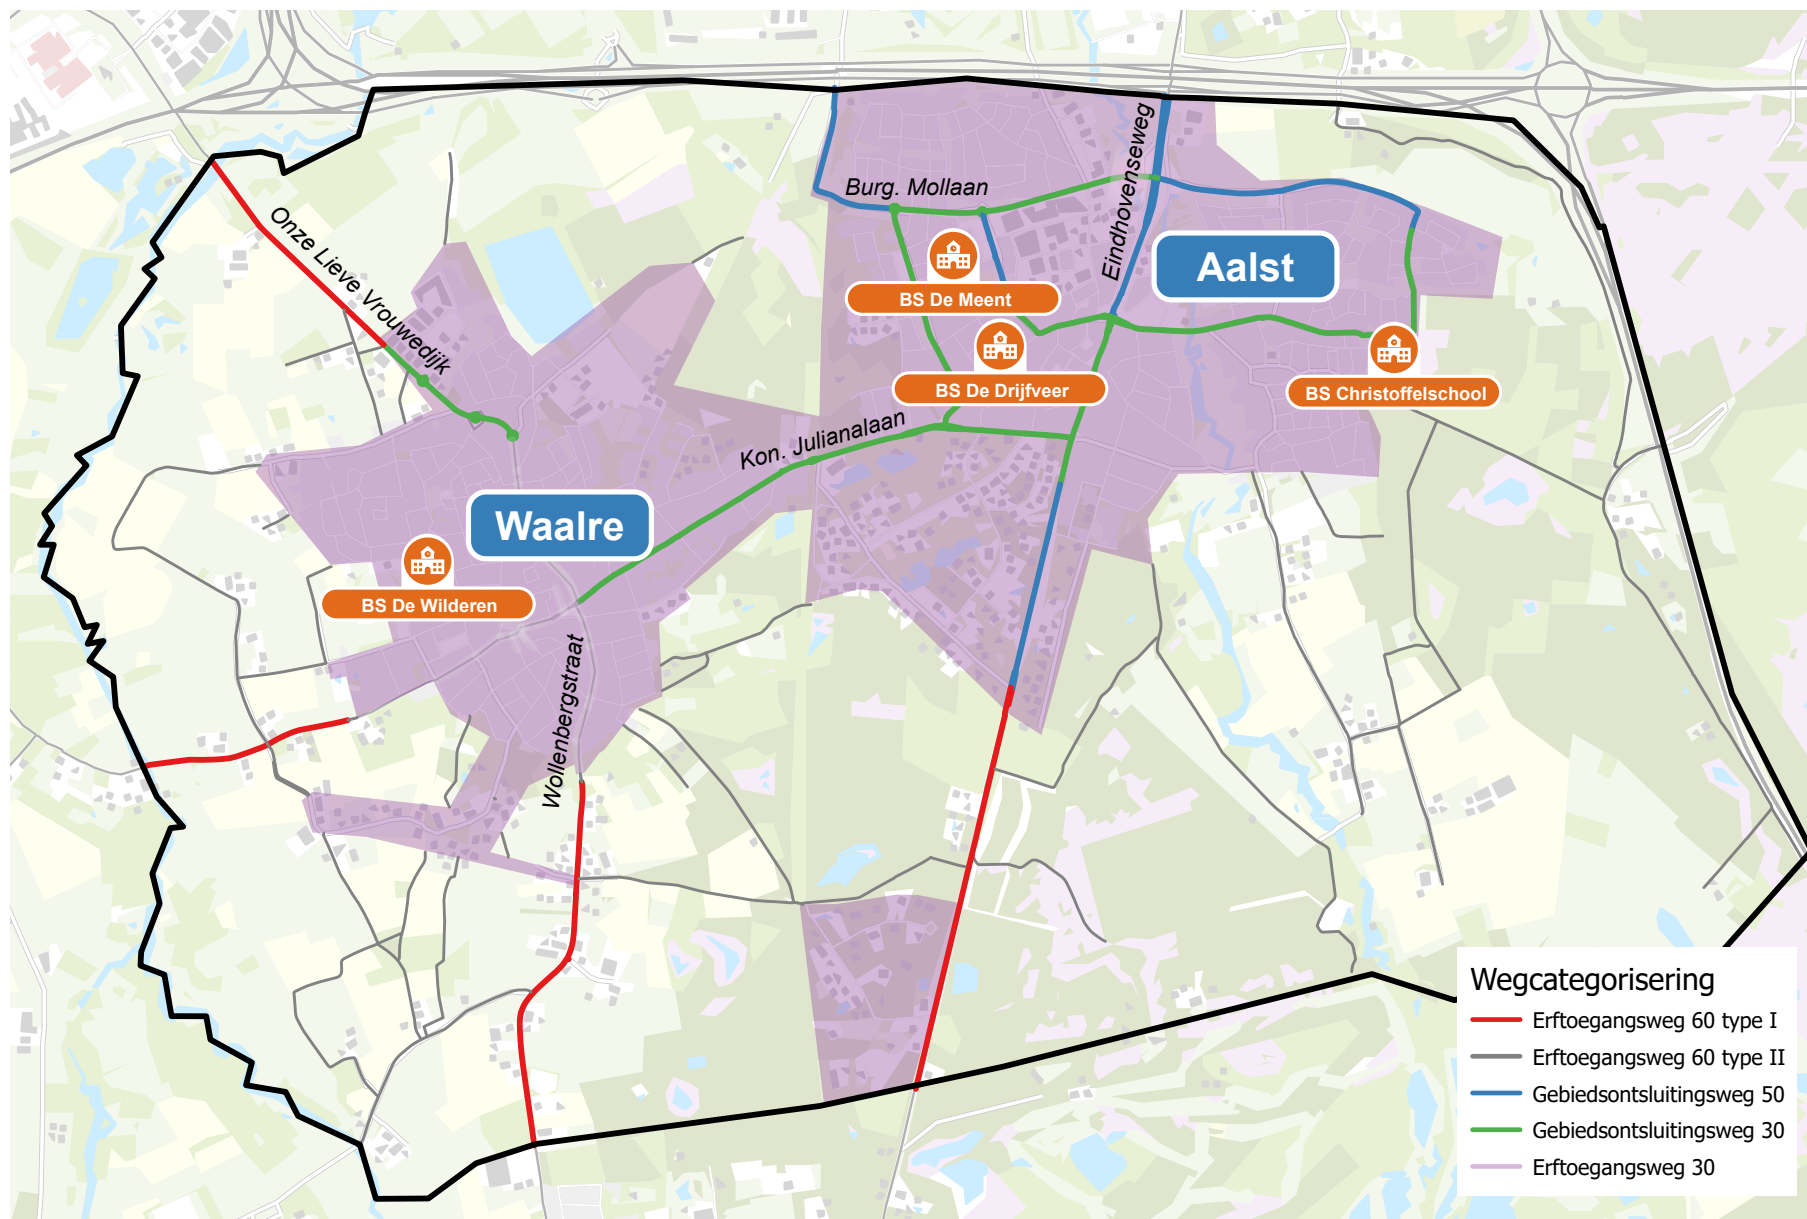 Onze Lieve Vrouwedijk
Burg. Mollaan
Eindhovenseweg
Aalst
BS De Meent
BS De Drijfveer
BS Christoffelschool
Kon. Julianalaan
Waalre
BS De Wilderen
Wollenbergstraat
Wegcategorisering
Erftoegangsweg 60 type I
Erftoegangsweg 60 type II
Gebiedsontsluitingsweg 50
Gebiedsontsluitingsweg 30
Erftoegangsweg 30